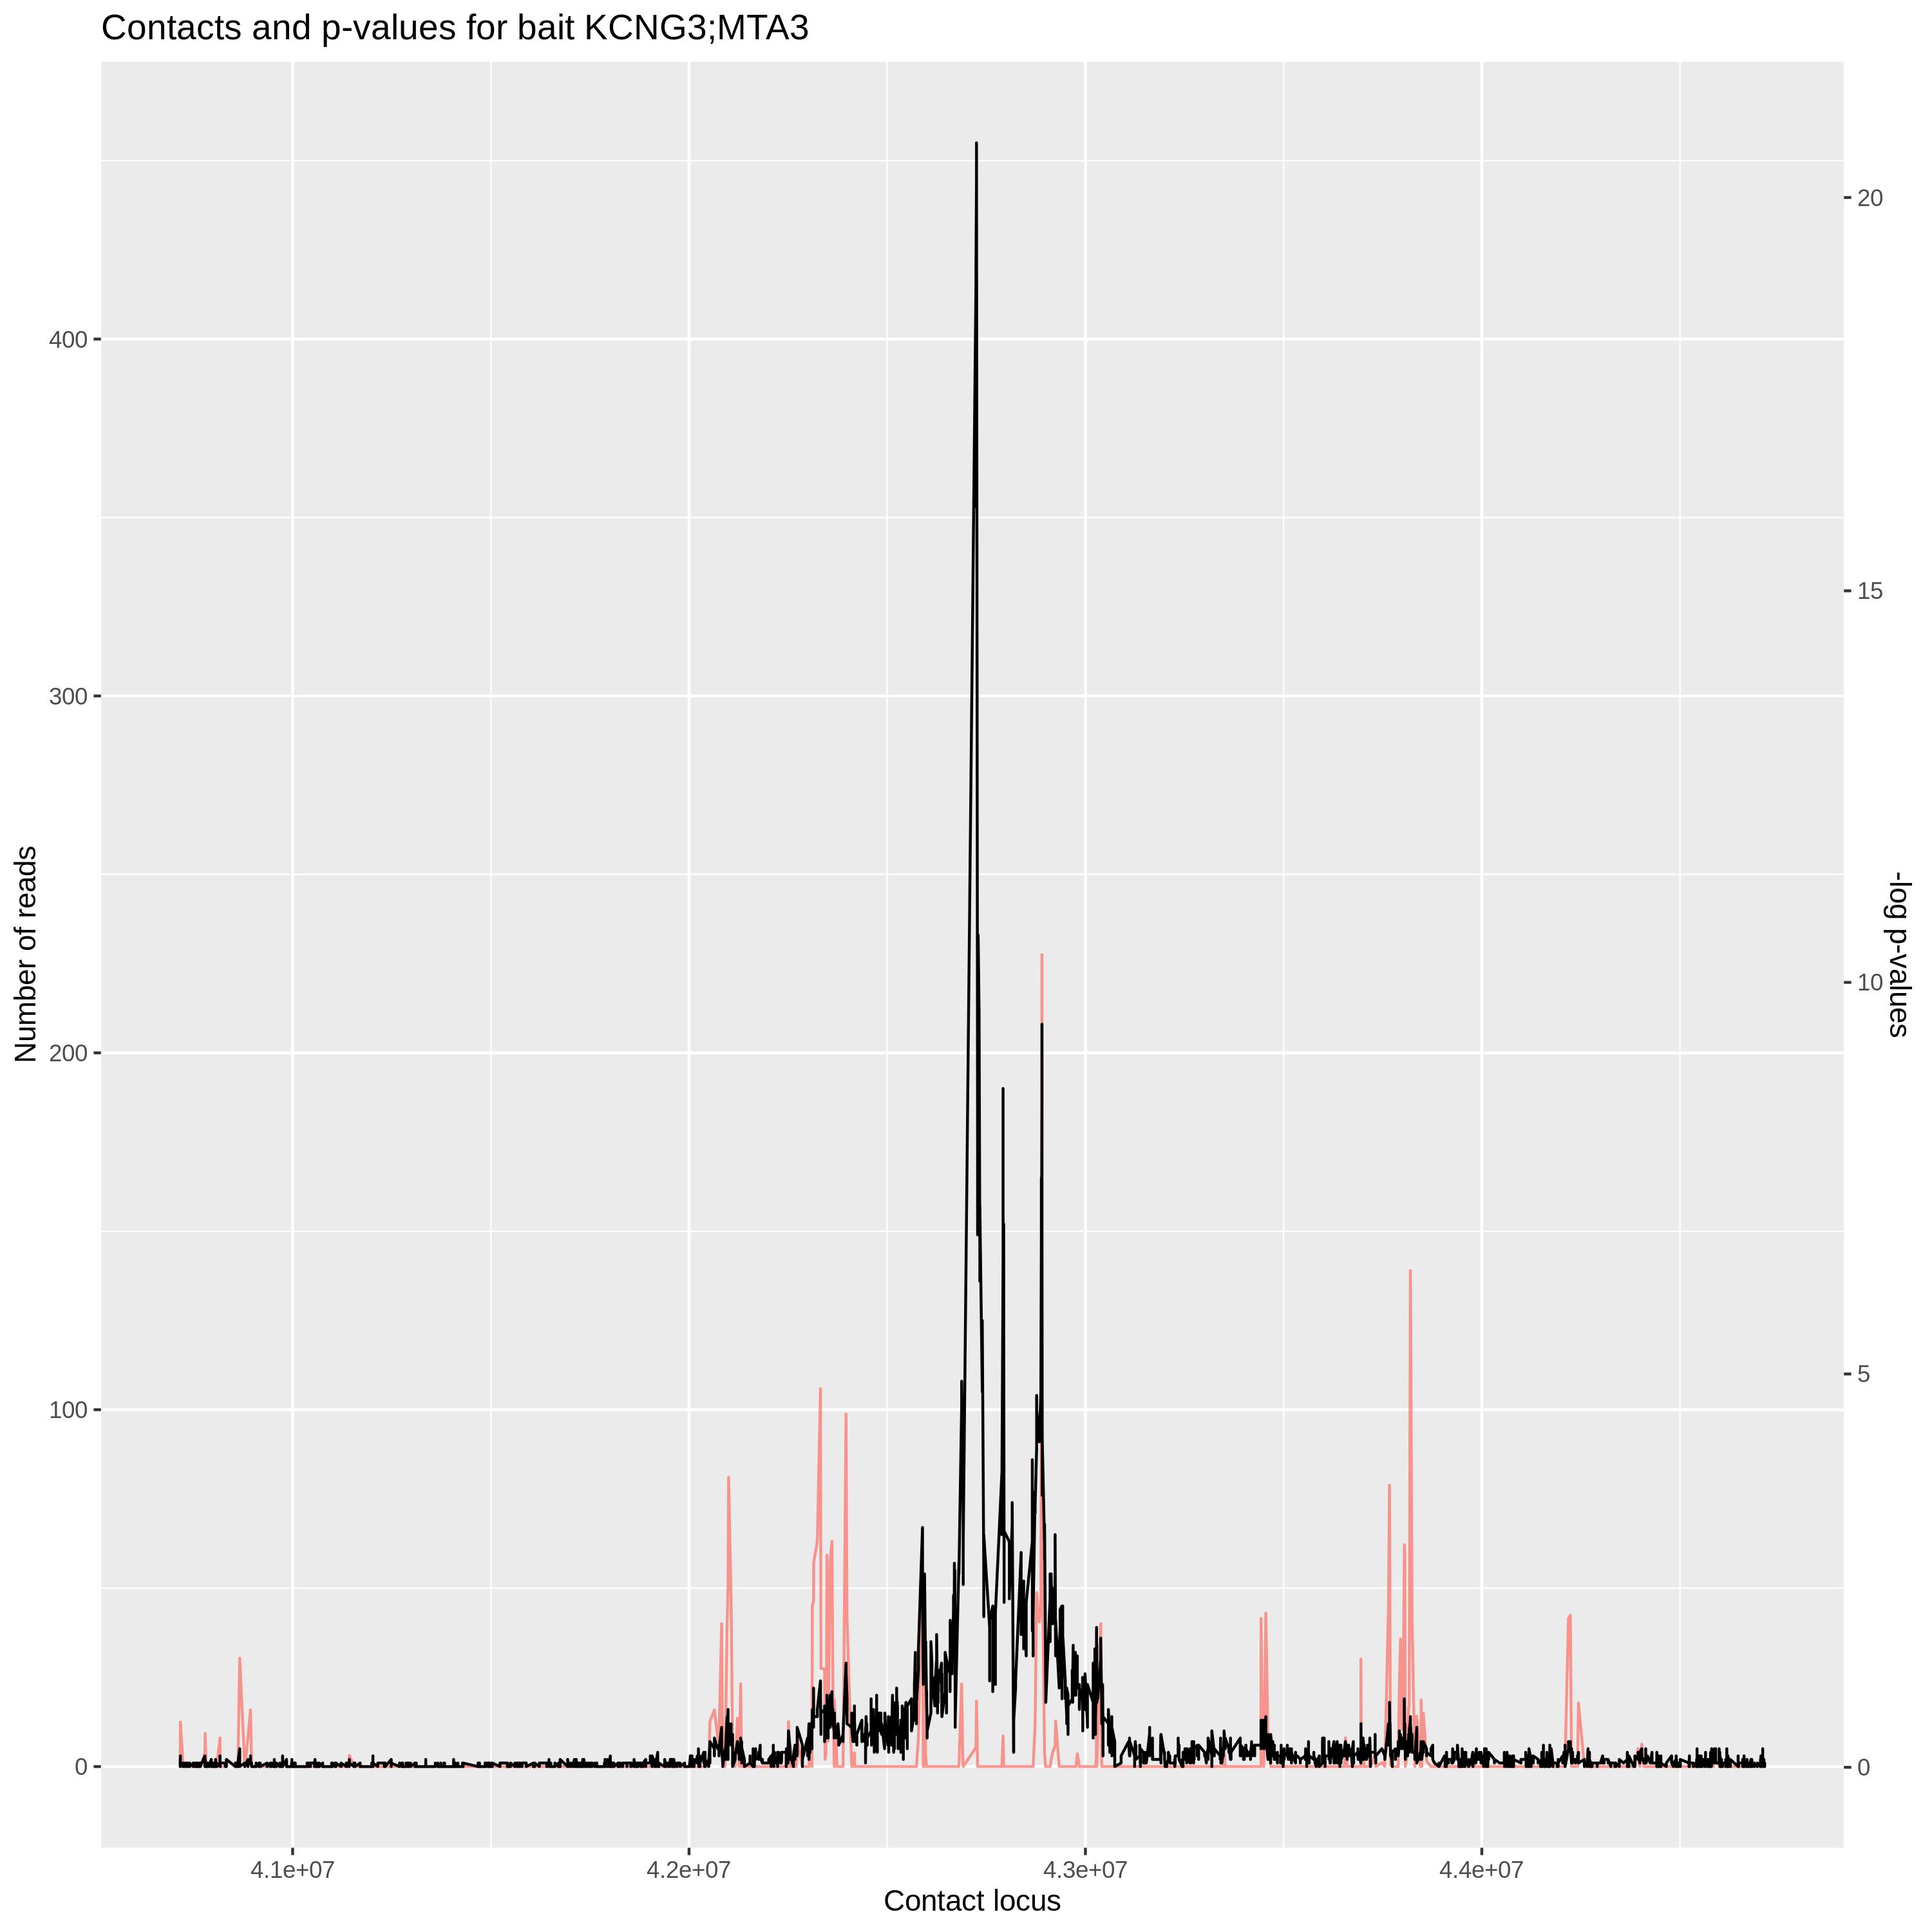 Contacts and p-values for bait KCNG3;MTA3
400
300
200
100
0
Number of reads
20
15
10
5
0
-log p-values
4.1e+07
4.2e+07
4.3e+07
4.4e+07
Contact locus